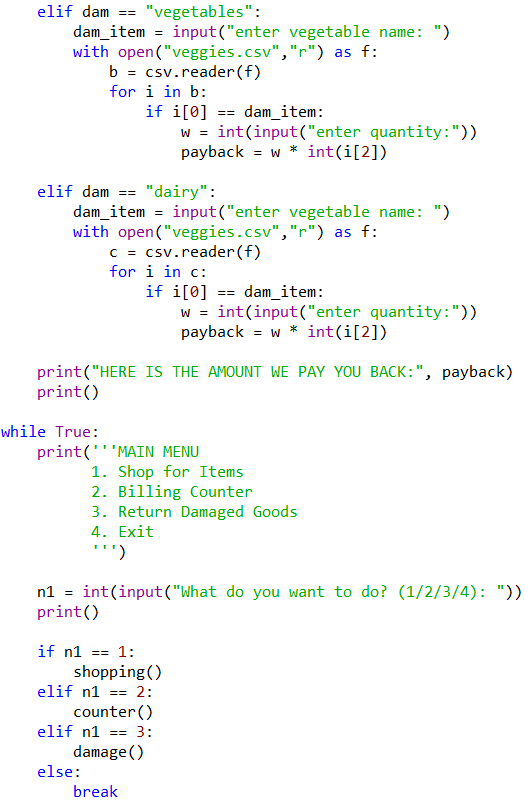 elif dam == "vegetables":
        dam_item = input("enter vegetable name: ")
        with open("veggies.csv","r") as f:
            b = csv.reader(f)
            for i in b:
                if i[0] == dam_item:
                    w = int(input("enter quantity:"))
                    payback = w * int(i[2])

    elif dam == "dairy":
        dam_item = input("enter vegetable name: ")
        with open("veggies.csv","r") as f:
            c = csv.reader(f)
            for i in c:
                if i[0] == dam_item:
                    w = int(input("enter quantity:"))
                    payback = w * int(i[2])

    print("HERE IS THE AMOUNT WE PAY YOU BACK:", payback)
    print()

while True:
    print('''MAIN MENU
          1. Shop for Items
          2. Billing Counter
          3. Return Damaged Goods
          4. Exit
          ''')

    n1 = int(input("What do you want to do? (1/2/3/4): "))
    print()

    if n1 == 1:
        shopping()
    elif n1 == 2:
        counter()
    elif n1 == 3:
        damage()
    else:
        break